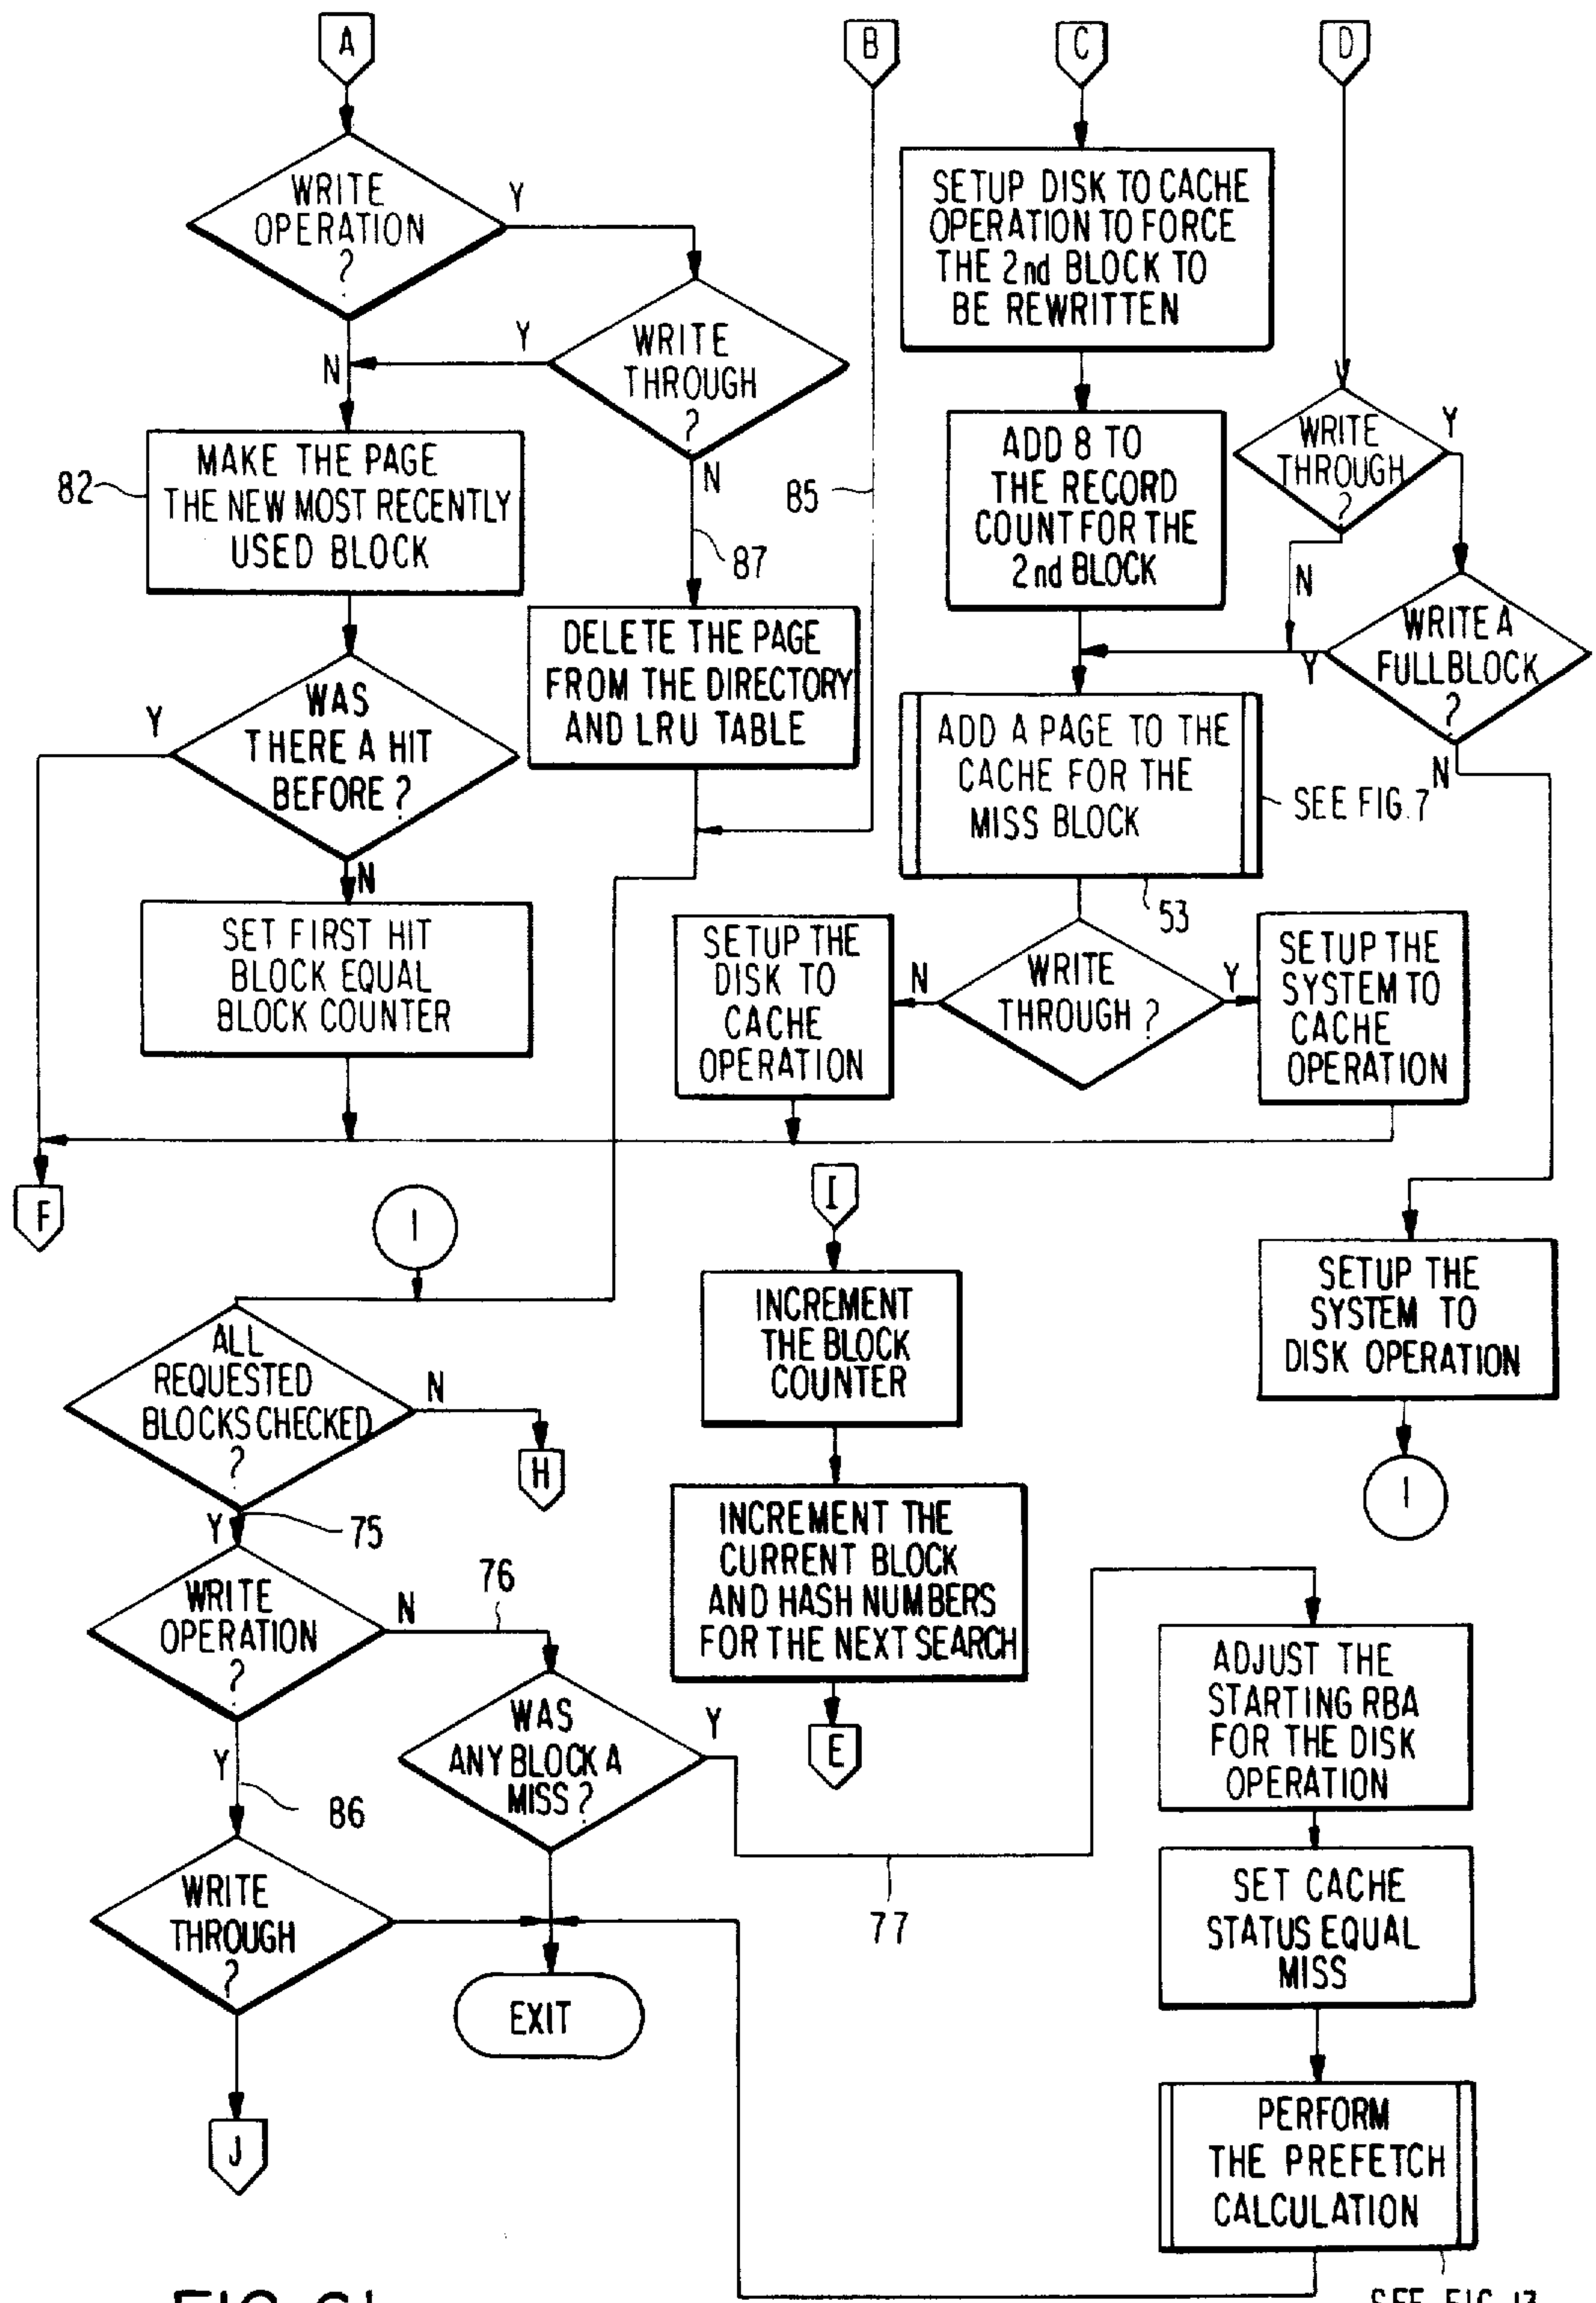 A
B
C
D
WRITE
OPERATION
?
Y
N
WRITE
THROUGH
?
Y
N
87
82
MAKE THE PAGE
THE NEW MOST RECENTLY
USED BLOCK
85
DELETE THE PAGE
FROM THE DIRECTORY
AND LRU TABLE
WAS
THERE A HIT
BEFORE ?
Y
N
SET FIRST HIT
BLOCK EQUAL
BLOCK COUNTER
F
SETUP DISK TO CACHE
OPERATION TO FORCE
THE 2nd BLOCK TO
BE REWRITTEN
ADD 8 TO
THE RECORD
COUNT FOR THE
2nd BLOCK
WRITE
THROUGH
?
Y
N
WRITE A
FULLBLOCK
?
Y
N
ADD A PAGE TO THE
CACHE FOR THE
MISS BLOCK
SEE FIG. 7
53
SETUP THE
DISK TO
CACHE
OPERATION
N
WRITE
THROUGH ?
Y
SETUP THE
SYSTEM TO
CACHE
OPERATION
SETUP THE
SYSTEM TO
DISK OPERATION
I
I
ALL
REQUESTED
BLOCKS CHECKED
?
N
H
Y
75
WRITE
OPERATION
?
N
76
Y
86
WAS
ANY BLOCK A
MISS ?
Y
77
WRITE
THROUGH
?
EXIT
J
I
INCREMENT
THE BLOCK
COUNTER
INCREMENT THE
CURRENT BLOCK
AND HASH NUMBERS
FOR THE NEXT SEARCH
E
ADJUST THE
STARTING RBA
FOR THE DISK
OPERATION
SET CACHE
STATUS EQUAL
MISS
PERFORM
THE PREFETCH
CALCULATION
SEE FIG. 13